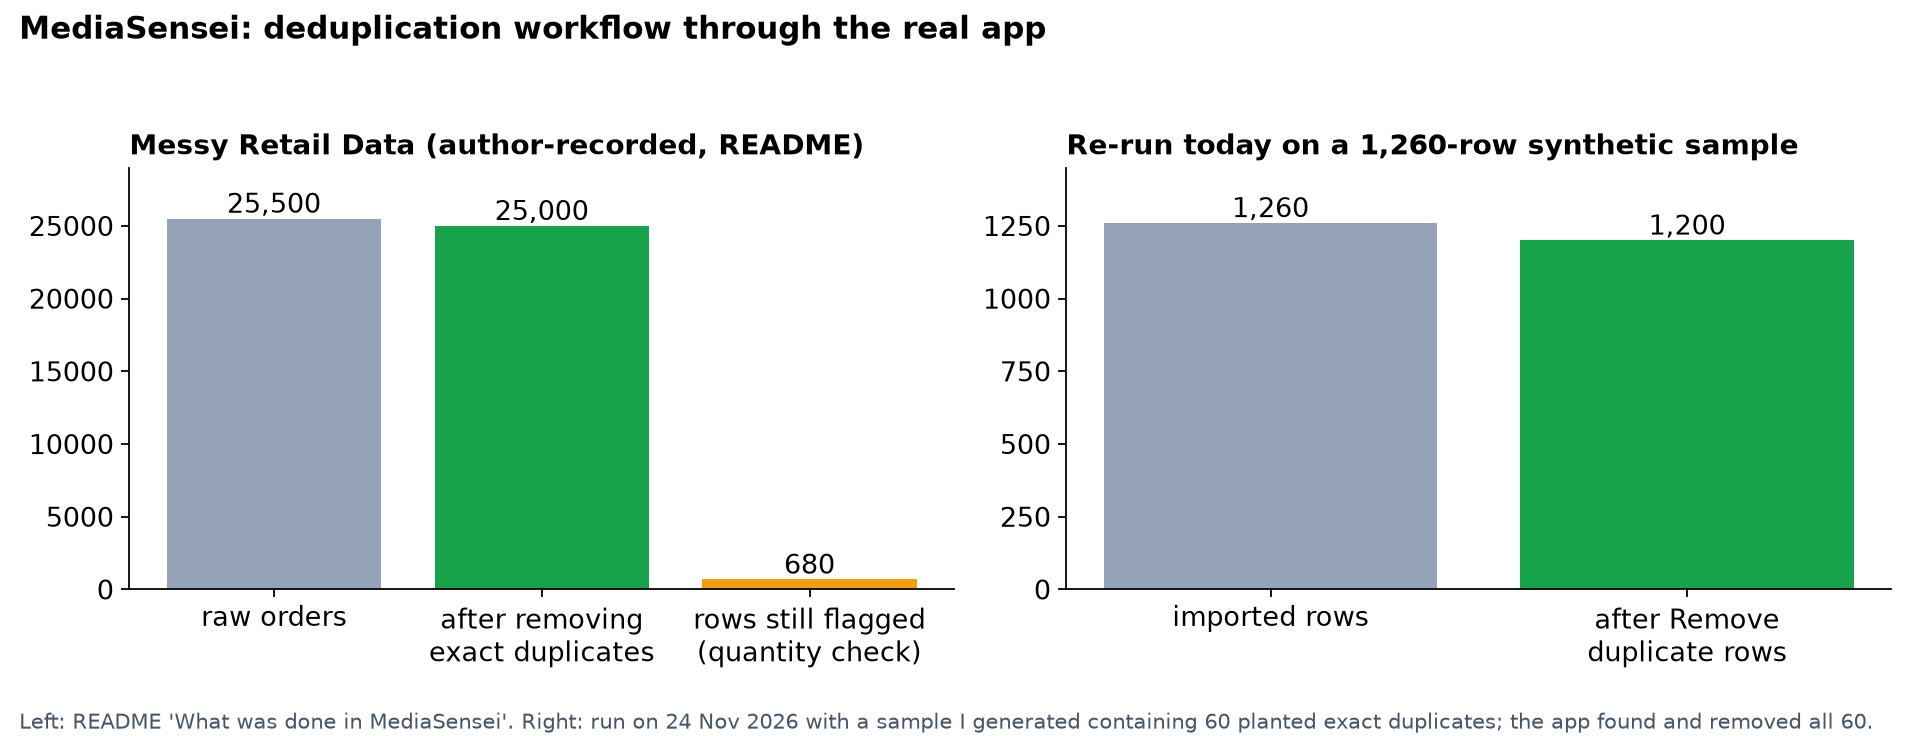 MediaSensei: deduplication workflow through the real app
Messy Retail Data (author-recorded, README)
25000
20000
15000
10000
5000
0
25,500
25,000
680
raw orders
after removing
exact duplicates
rows still flagged
(quantity check)
Re-run today on a 1,260-row synthetic sample
1250
1000
750
500
250
0
1,260
1,200
imported rows
after Remove
duplicate rows
Left: README 'What was done in MediaSensei'. Right: run on 24 Nov 2026 with a sample I generated containing 60 planted exact duplicates; the app found and removed all 60.